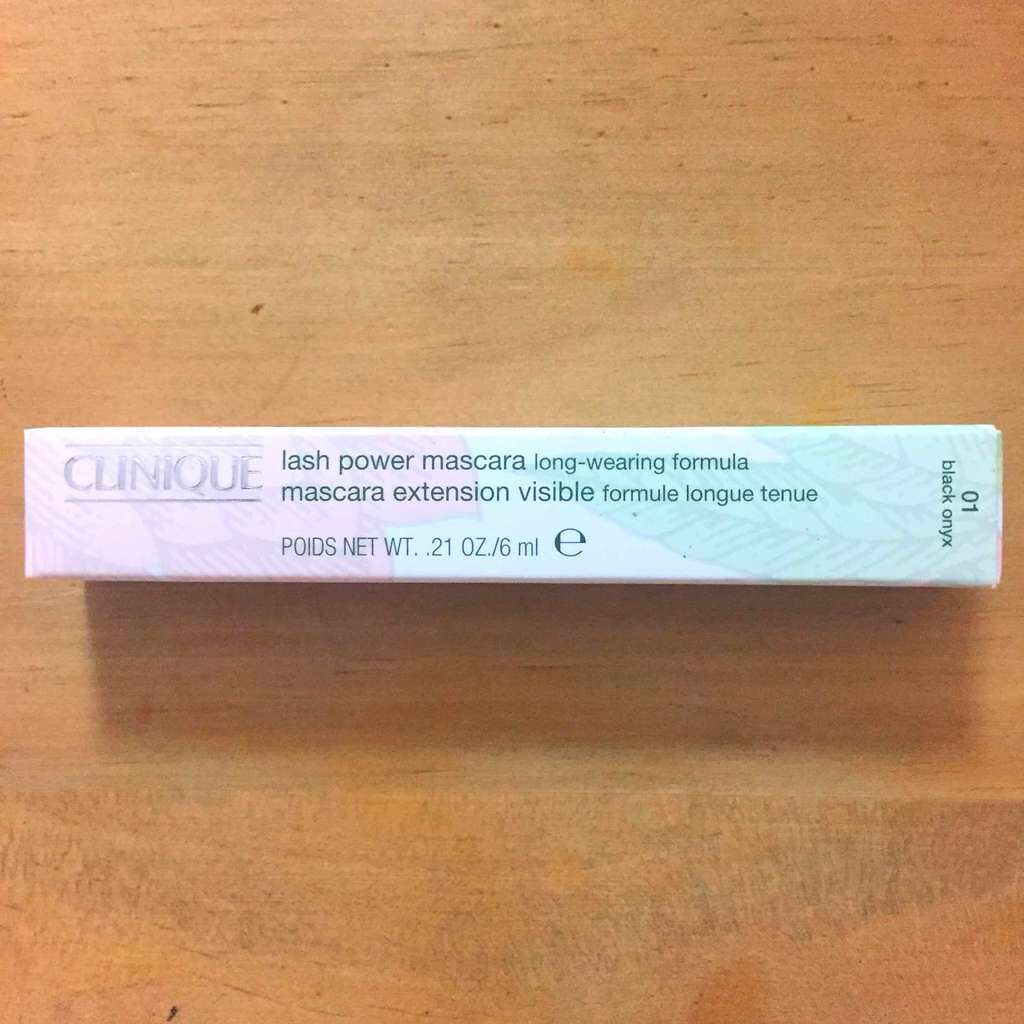 CLINIQUE
lash power mascara long-wearing formula
mascara extension visible formule longue tenue
POIDS NET WT. .21 OZ./6 ml ℮
01
black onyx